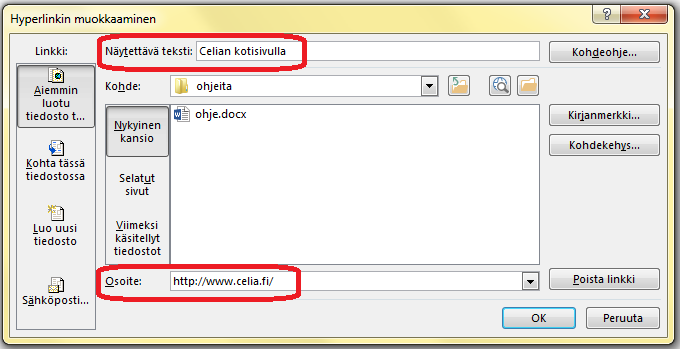 Hyperlinkin muokkaaminen
Linkki:
Näytettävä teksti: Celian kotisivulla
Kohdeohje...
Aiemmin
luotu
tiedosto t...
Kohta tässä
tiedostossa
Luo uusi
tiedosto
Sähköposti...
Kohde: ohjeita
Nykyinen
kansio
Selatut
sivut
Viimeksi
käsitellyt
tiedostot
ohje.docx
Kirjanmerkki...
Kohdekehys...
Osoite: http://www.celia.fi/
Poista linkki
OK
Peruuta